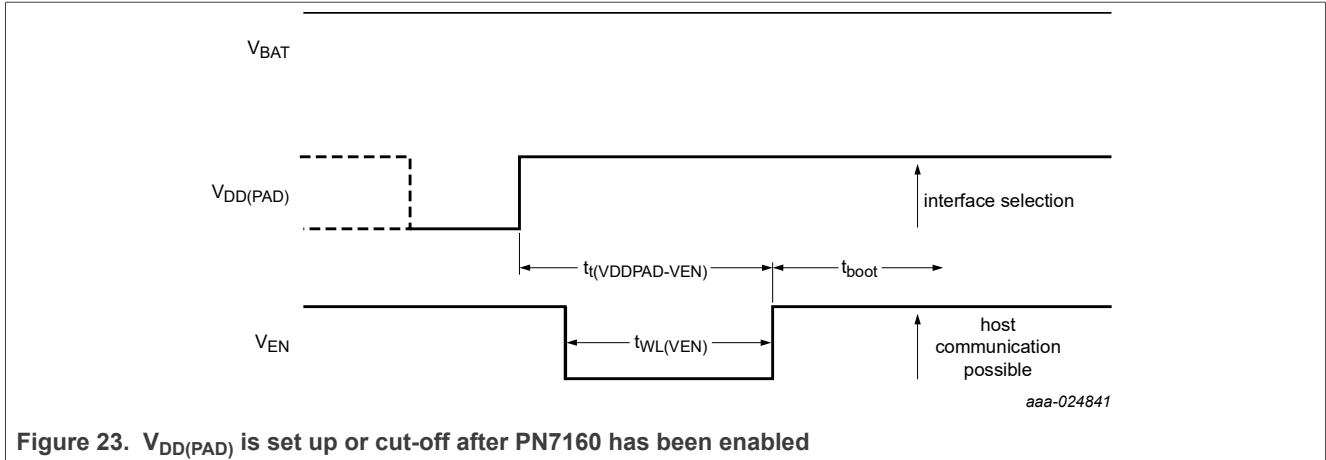 VBAT
VDD(PAD)
interface selection
tt(VDDPAD-VEN)
tboot
VEN
tWL(VEN)
host
communication
possible
aaa-024841
Figure 23. VDD(PAD) is set up or cut-off after PN7160 has been enabled